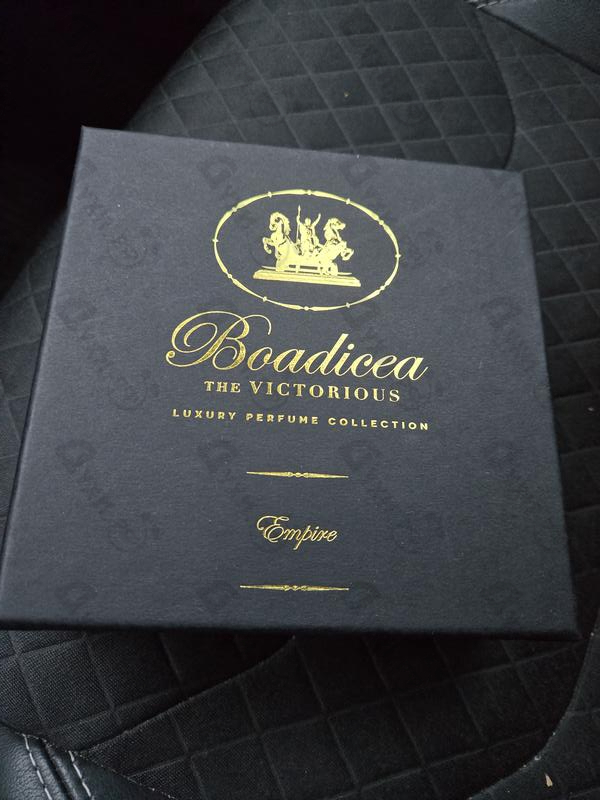 Boadicea
THE VICTORIOUS
LUXURY PERFUME COLLECTION
Empire